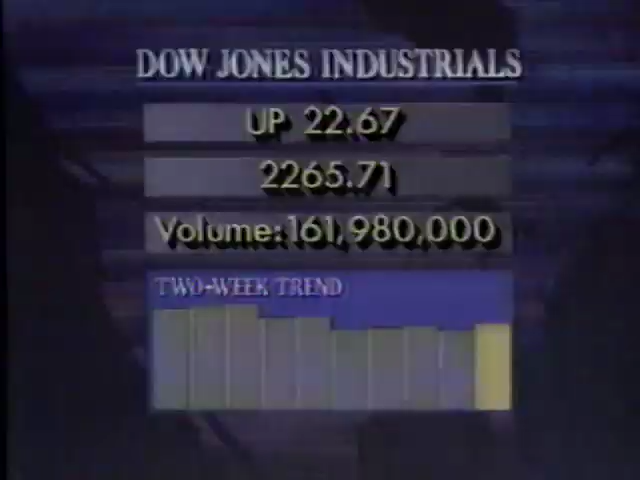 DOW JONES INDUSTRIALS
UP 22.67
2265.71
Volume:161,980,000
TWO-WEEK TREND